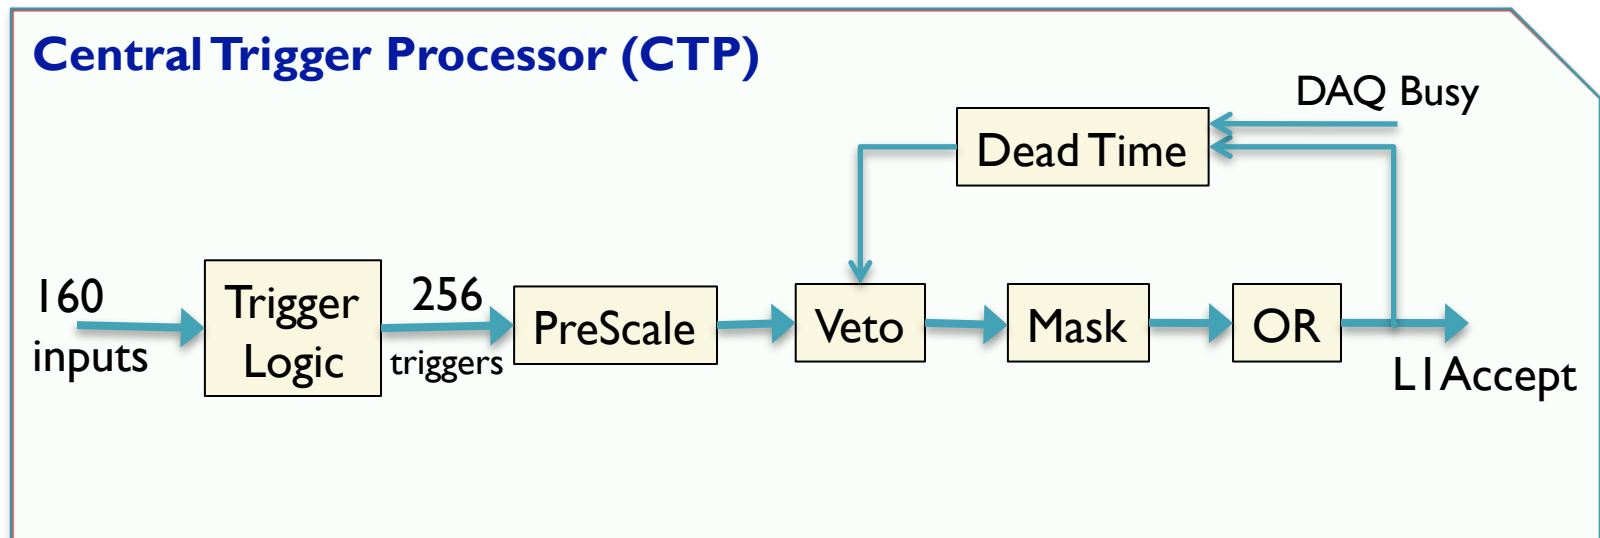 Central Trigger Processor (CTP)
DAQ Busy
Dead Time
160
inputs
Trigger
Logic
256
triggers
PreScale
Veto
Mask
OR
L1Accept